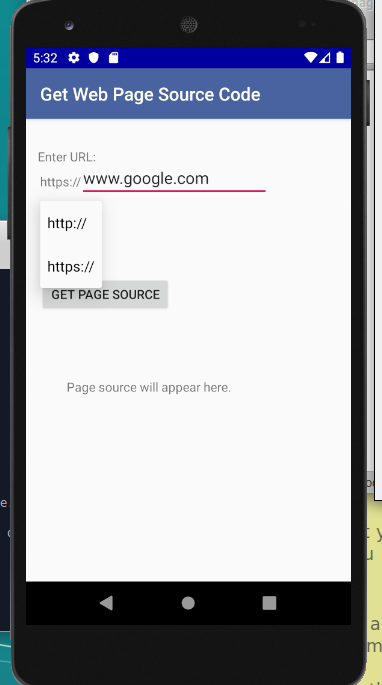 5:32
Get Web Page Source Code
Enter URL:
https:// www.google.com
http://
https://
GET PAGE SOURCE
Page source will appear here.